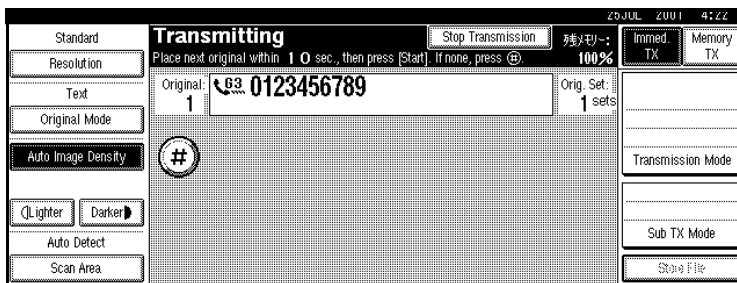 25JUL 2001 4:22
Standard
Resolution
Text
Original Mode
Auto Image Density
Lighter
Darker
Auto Detect
Scan Area
Transmitting
Stop Transmission
Place next original within 10 sec., then press [Start]. If none, press #.
残メモリー:
100%
Original:
1
G3 0123456789
Orig. Set:
1 sets
#
Immed. TX
Memory TX
Transmission Mode
Sub TX Mode
Store File